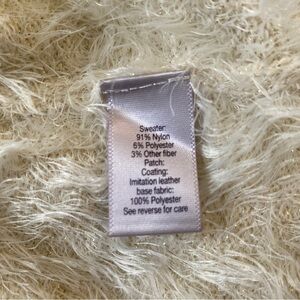 Sweater:
91% Nylon
6% Polyester
3% Other fiber
Patch:
Coating:
Imitation leather
base fabric:
100% Polyester
See reverse for care